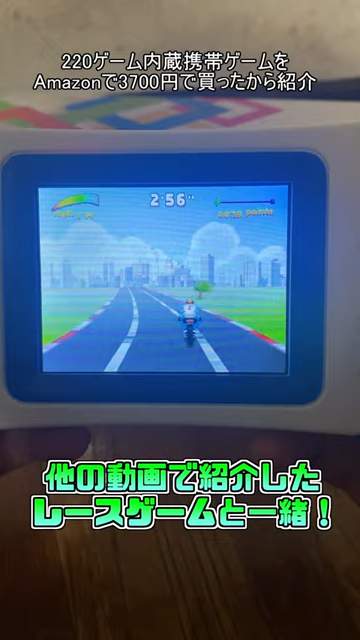 220ゲーム内蔵携帯ゲームを
Amazonで3700円で買ったから紹介
2'56"
他の動画で紹介した
レースゲームと一緒！